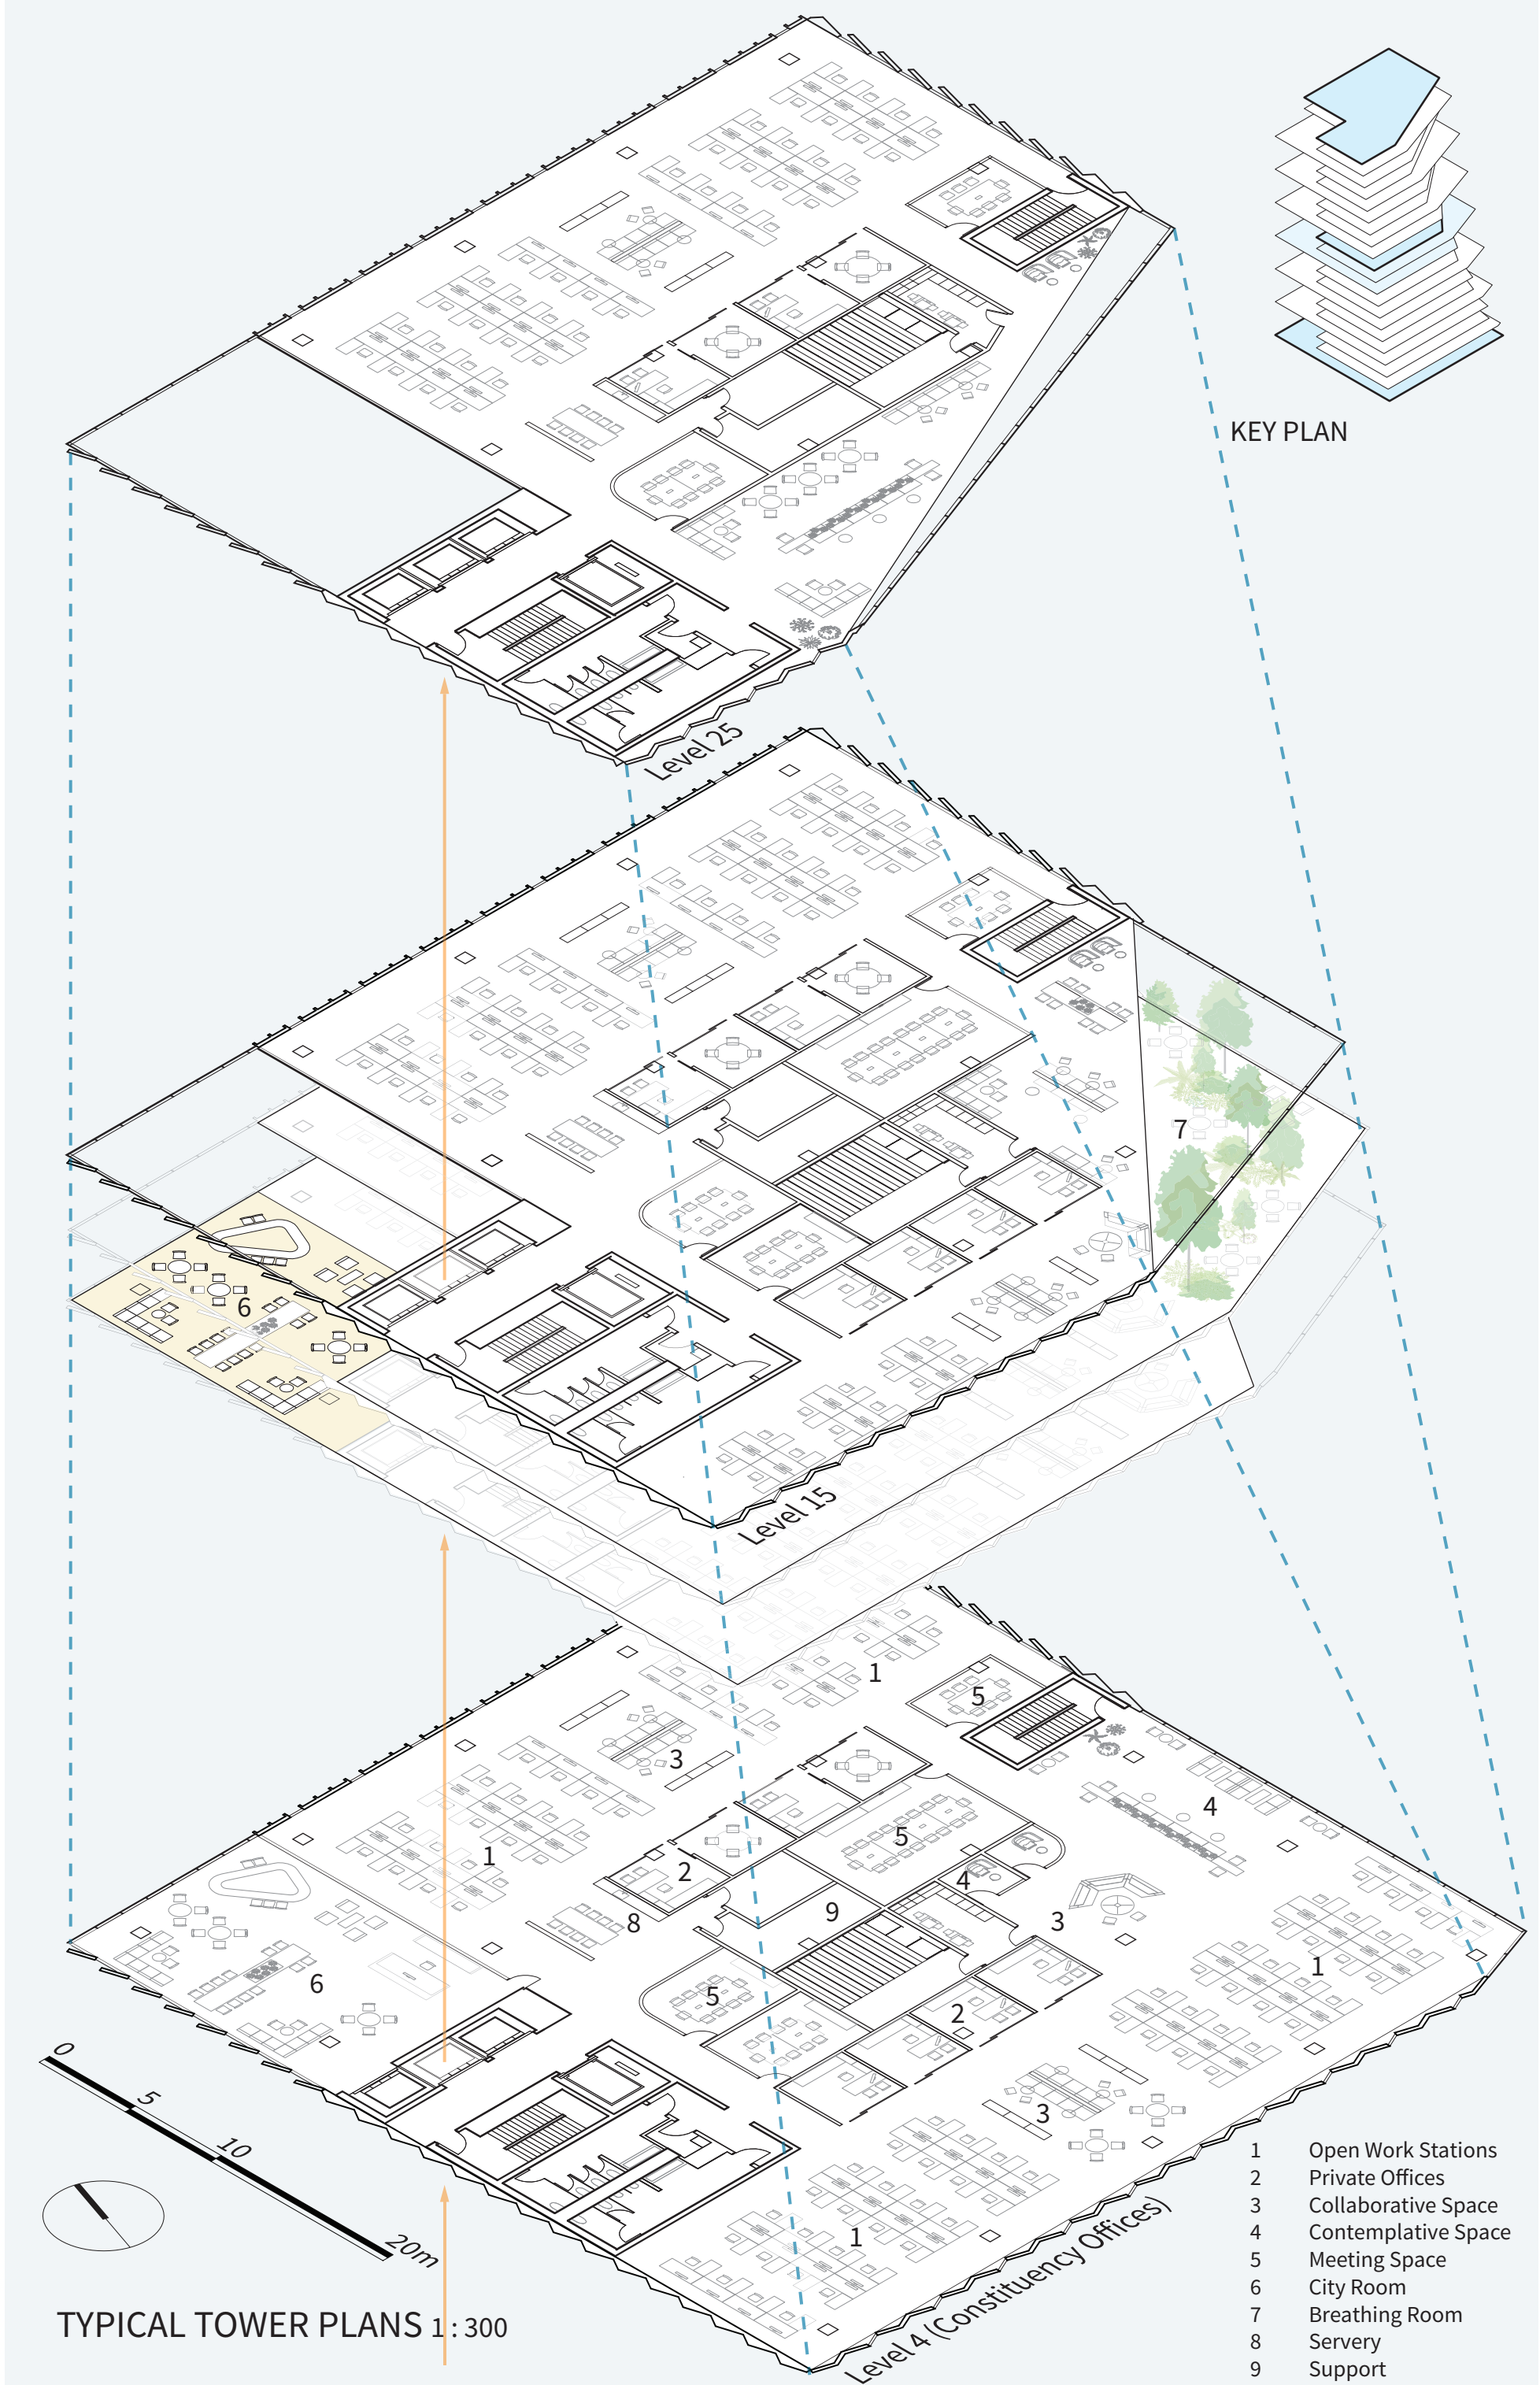 KEY PLAN
Level 25
7
6
Level 15
1
5
3
4
1
5
2
4
8
9
3
6
5
1
2
3
1
0
5
10
20m
Level 4 (Constituency Offices)
TYPICAL TOWER PLANS 1 : 300
1 Open Work Stations
2 Private Offices
3 Collaborative Space
4 Contemplative Space
5 Meeting Space
6 City Room
7 Breathing Room
8 Servery
9 Support